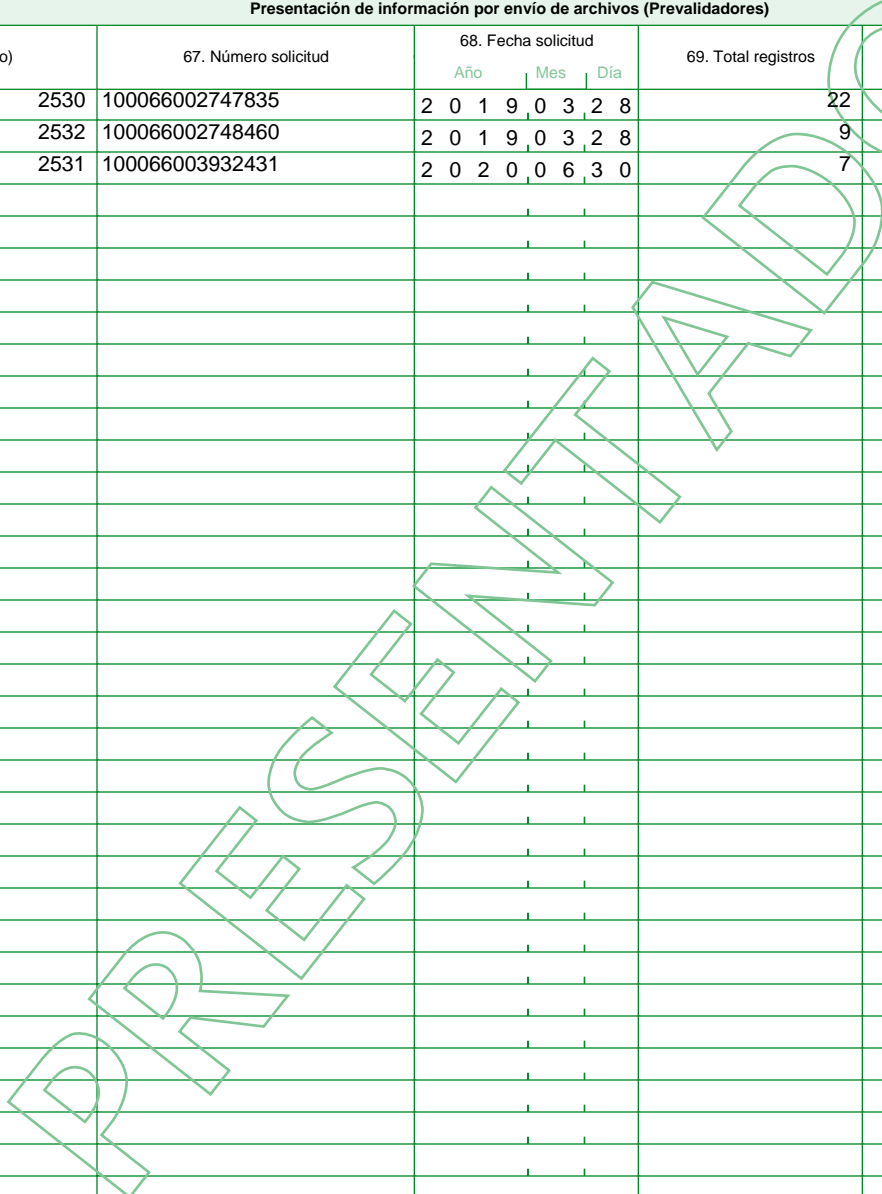 Presentación de información por envío de archivos (Prevalidadores)
o) 67. Número solicitud 68. Fecha solicitud 69. Total registros
Año Mes Día
2530 100066002747835 2 0 1 9 0 3 2 8 22
2532 100066002748460 2 0 1 9 0 3 2 8 9
2531 100066003932431 2 0 2 0 0 6 3 0 7
PRESENTADO